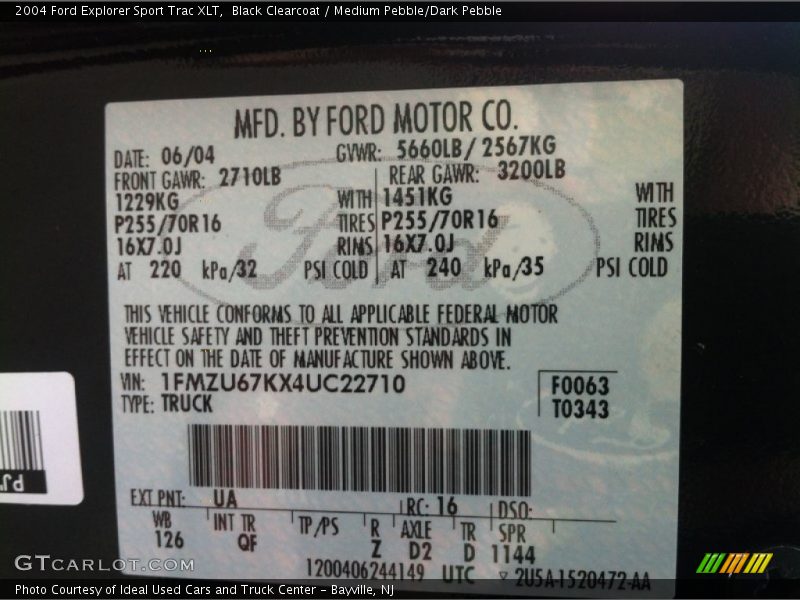 2004 Ford Explorer Sport Trac XLT, Black Clearcoat / Medium Pebble/Dark Pebble
MFD. BY FORD MOTOR CO.
DATE: 06/04 GVWR: 5660LB/ 2567KG
FRONT GAWR: 2710LB REAR GAWR: 3200LB
1229KG WITH 1451KG WITH
P255/70R16 TIRES P255/70R16 TIRES
16X7.0J RIMS 16X7.0J RIMS
AT 220 kPa/32 PSI COLD AT 240 kPa/35 PSI COLD
Ford
THIS VEHICLE CONFORMS TO ALL APPLICABLE FEDERAL MOTOR
VEHICLE SAFETY AND THEFT PREVENTION STANDARDS IN
EFFECT ON THE DATE OF MANUFACTURE SHOWN ABOVE.
VIN: 1FMZU67KX4UC22710 F0063
TYPE: TRUCK T0343
EXT PNT: UA RC: 16 DSO:
WB INT TR TP/PS R AXLE TR SPR
126 QF Z D2 D 1144
1200406244149 UTC ▽ 2U5A-1520472-AA
GTCARLOT.COM
Photo Courtesy of Ideal Used Cars and Truck Center - Bayville, NJ